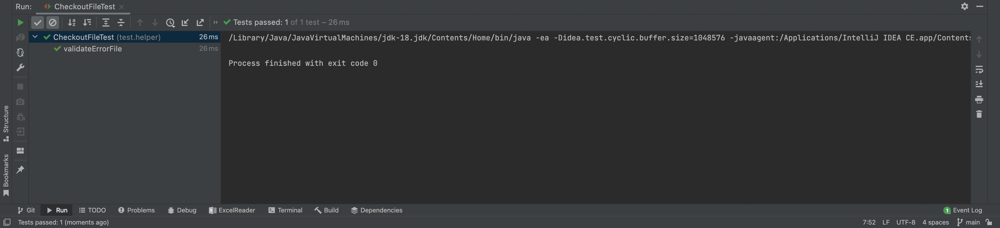 Run: CheckoutFileTest
Tests passed: 1 of 1 test – 26 ms
CheckoutFileTest (test.helper) 26 ms
validateErrorFile 26 ms
/Library/Java/JavaVirtualMachines/jdk-18.jdk/Contents/Home/bin/java -ea -Didea.test.cyclic.buffer.size=1048576 -javaagent:/Applications/IntelliJ IDEA CE.app/Contents
Process finished with exit code 0
Structure
Bookmarks
Git Run TODO Problems Debug ExcelReader Terminal Build Dependencies 1 Event Log
Tests passed: 1 (moments ago) 7:52 LF UTF-8 4 spaces main